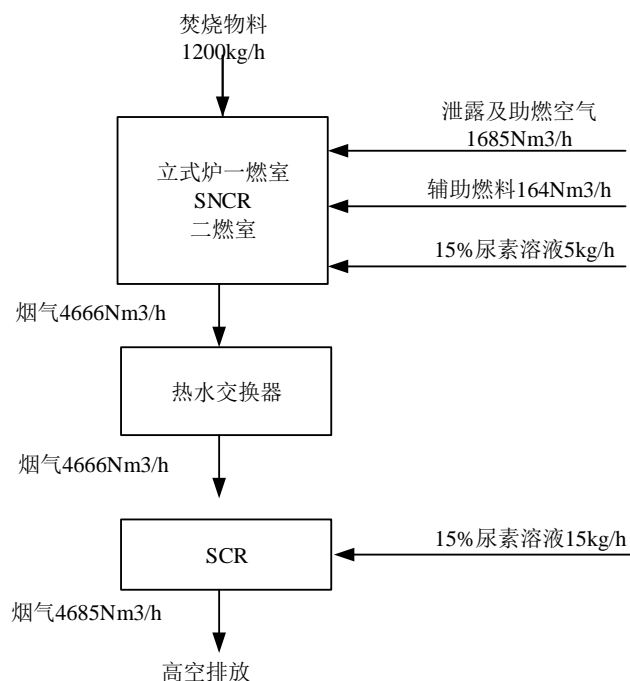 焚烧物料
1200kg/h
泄露及助燃空气
1685Nm3/h
立式炉一燃室
SNCR
二燃室
辅助燃料164Nm3/h
15%尿素溶液5kg/h
烟气4666Nm3/h
热水交换器
烟气4666Nm3/h
SCR
15%尿素溶液15kg/h
烟气4685Nm3/h
高空排放